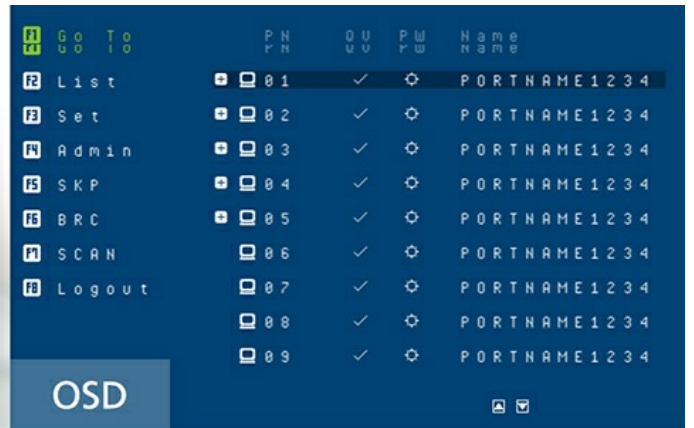 F1 Go To PN QV PW Name
F2 List 01 PORTNAME1234
F3 Set 02 PORTNAME1234
F4 Admin 03 PORTNAME1234
F5 SKP 04 PORTNAME1234
F6 BRC 05 PORTNAME1234
F7 SCAN 06 PORTNAME1234
F8 Logout 07 PORTNAME1234
08 PORTNAME1234
09 PORTNAME1234
OSD